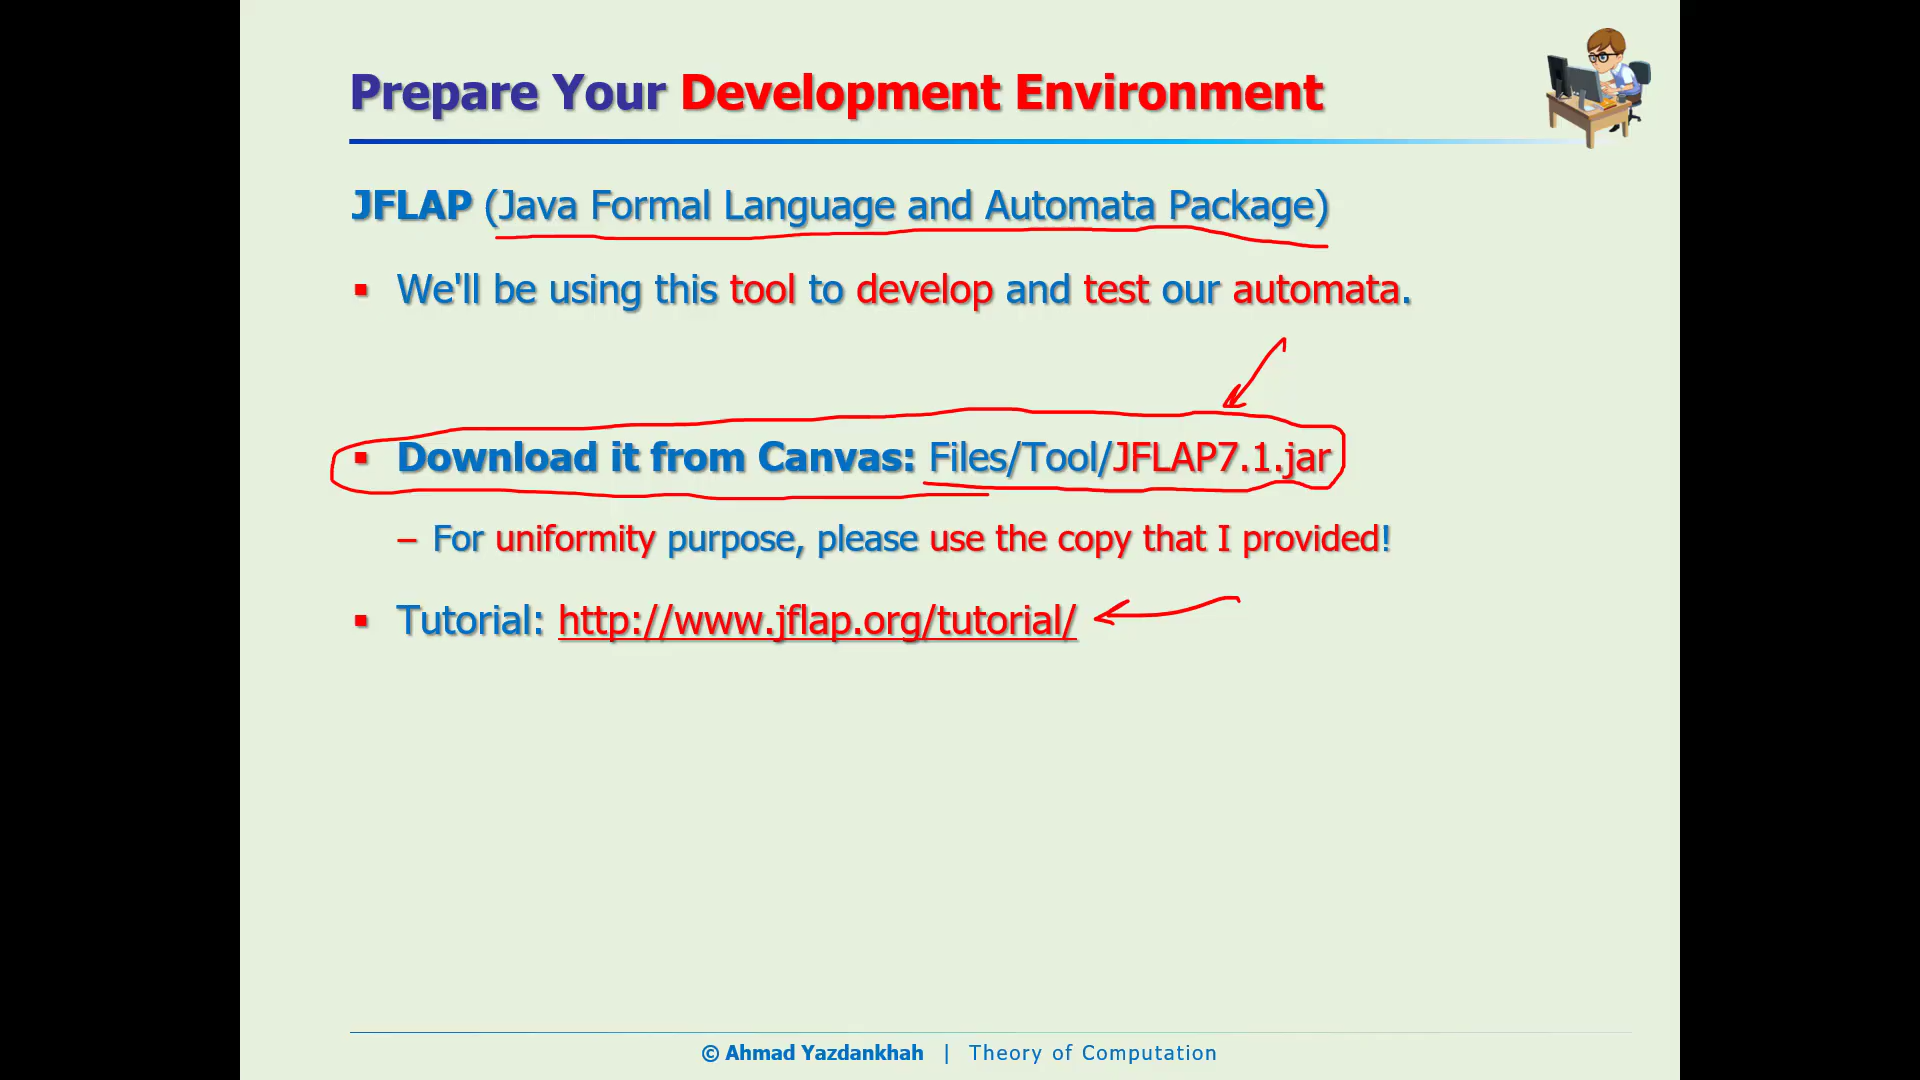 Prepare Your Development Environment
JFLAP (Java Formal Language and Automata Package)
▪ We'll be using this tool to develop and test our automata.
▪ Download it from Canvas: Files/Tool/JFLAP7.1.jar
– For uniformity purpose, please use the copy that I provided!
▪ Tutorial: http://www.jflap.org/tutorial/
© Ahmad Yazdankhah | Theory of Computation